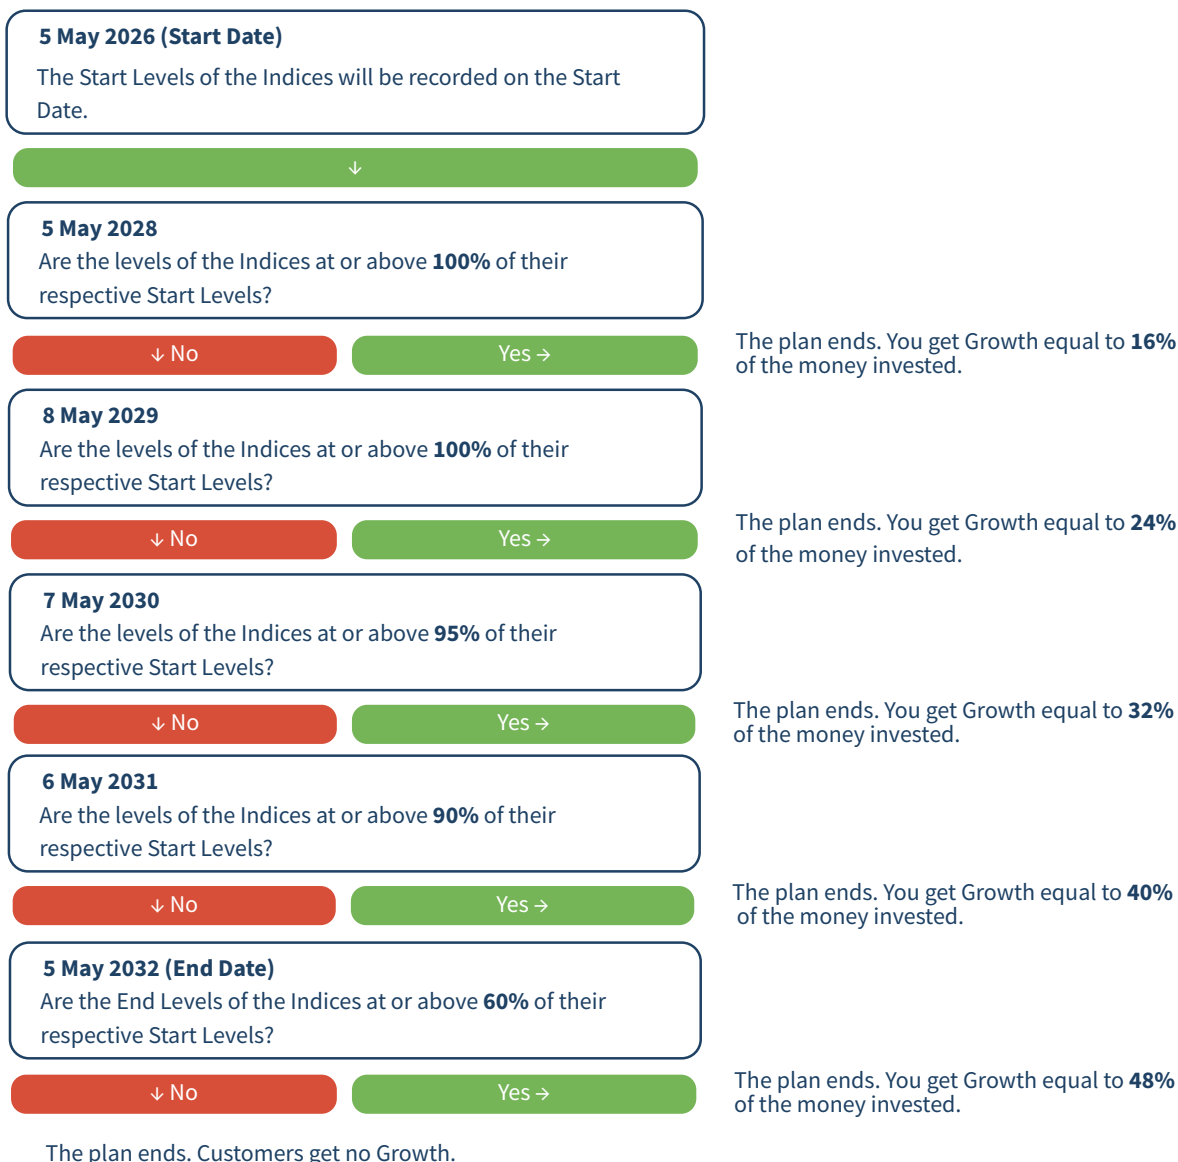 5 May 2026 (Start Date)
The Start Levels of the Indices will be recorded on the Start
Date.
↓
5 May 2028
Are the levels of the Indices at or above 100% of their
respective Start Levels?
↓ No
Yes →
The plan ends. You get Growth equal to 16%
of the money invested.
8 May 2029
Are the levels of the Indices at or above 100% of their
respective Start Levels?
↓ No
Yes →
The plan ends. You get Growth equal to 24%
of the money invested.
7 May 2030
Are the levels of the Indices at or above 95% of their
respective Start Levels?
↓ No
Yes →
The plan ends. You get Growth equal to 32%
of the money invested.
6 May 2031
Are the levels of the Indices at or above 90% of their
respective Start Levels?
↓ No
Yes →
The plan ends. You get Growth equal to 40%
of the money invested.
5 May 2032 (End Date)
Are the End Levels of the Indices at or above 60% of their
respective Start Levels?
↓ No
Yes →
The plan ends. You get Growth equal to 48%
of the money invested.
The plan ends. Customers get no Growth.